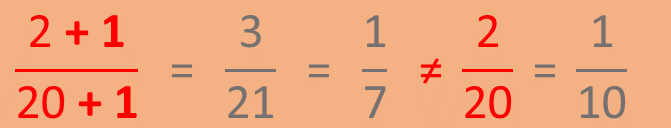 2 + 1 / 20 + 1 = 3 / 21 = 1 / 7 ≠ 2 / 20 = 1 / 10